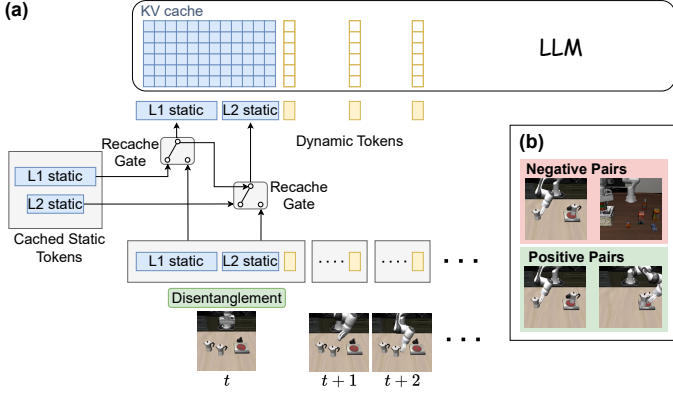 (a)
KV cache
LLM
L1 static
L2 static
Dynamic Tokens
Recache
Gate
Recache
Gate
L1 static
L2 static
Cached Static
Tokens
L1 static
L2 static
....
....
...
Disentanglement
...
t
t + 1
t + 2
(b)
Negative Pairs
Positive Pairs